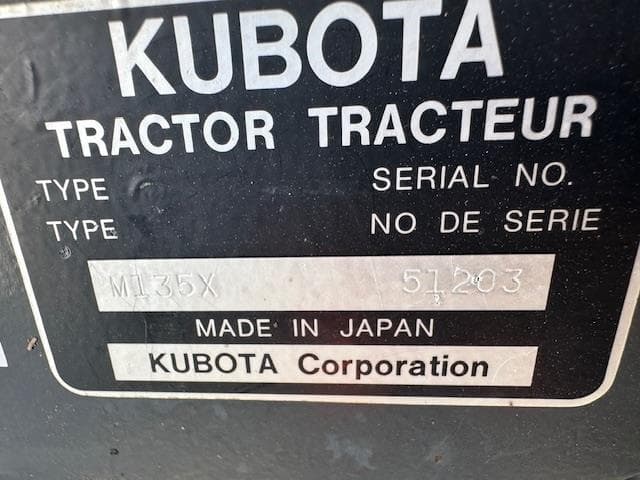 KUBOTA
TRACTOR TRACTEUR
TYPE SERIAL NO.
TYPE NO DE SERIE
M135X 51203
MADE IN JAPAN
KUBOTA Corporation